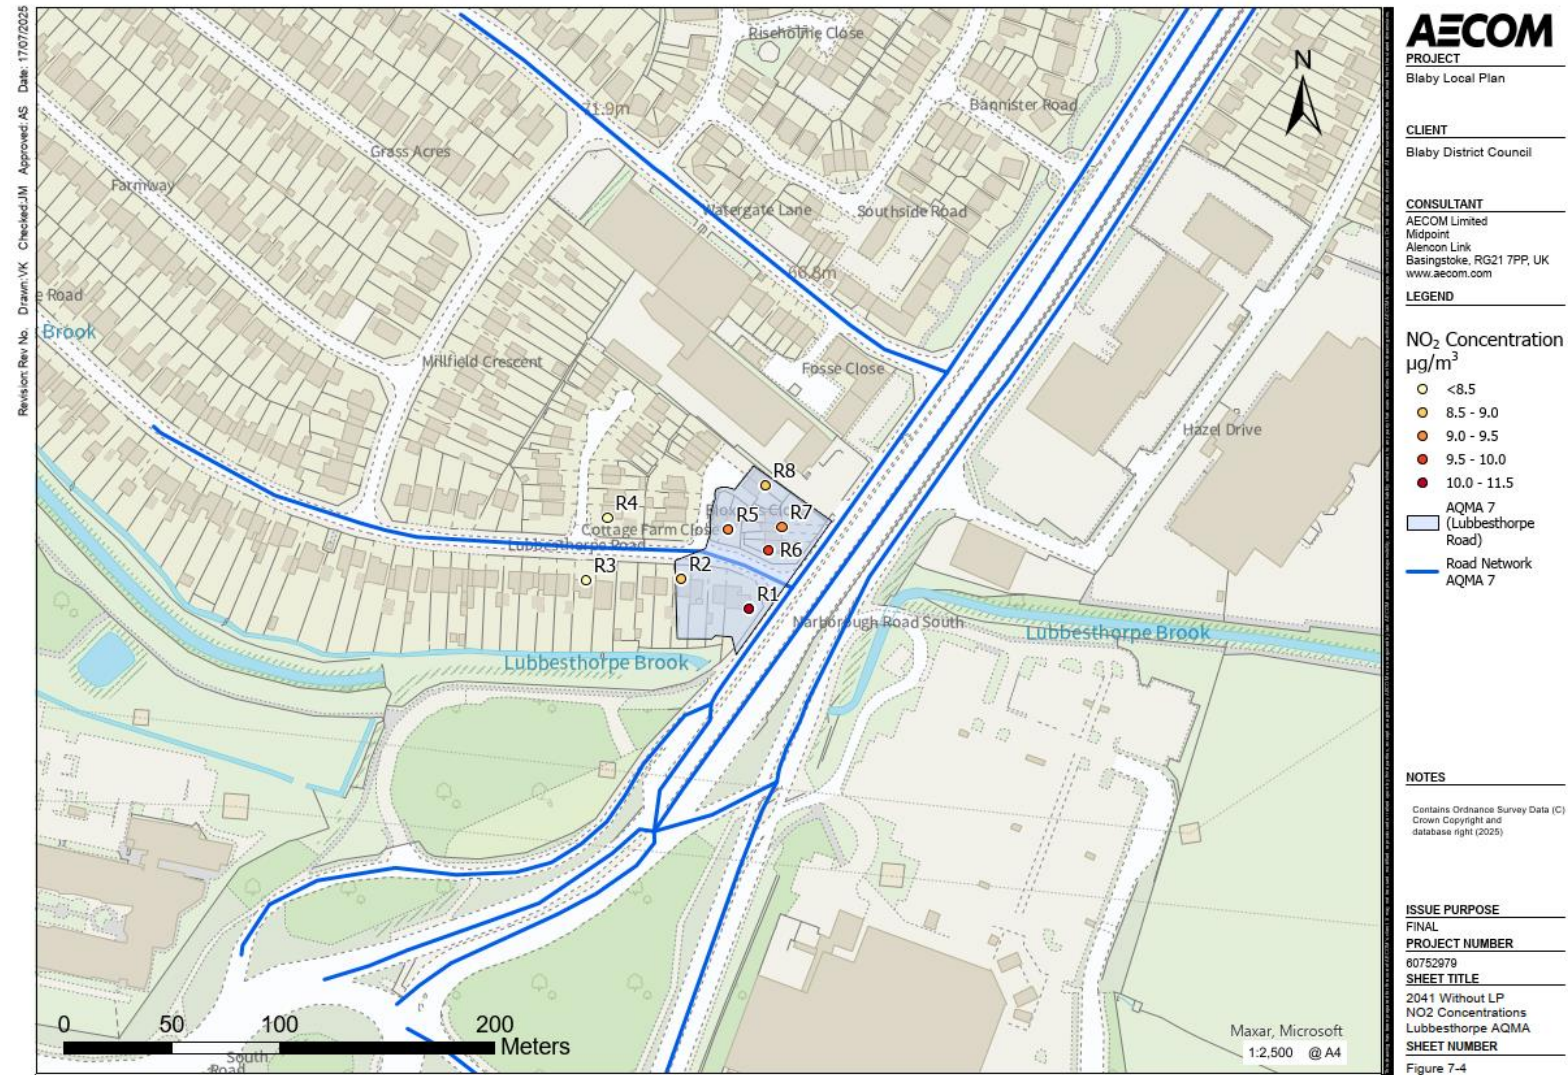 Revision: Rev No. Drawn:VK Checked:JM Approved: AS Date: 17/07/2025
Riseholme Close
71.9m
Bannister Road
Grass Acres
Farmway
Watergate Lane
Southside Road
66.8m
e Road
Brook
Millfield Crescent
Fosse Close
Hazel Drive
R8
R4
R5
R7
Cottage Farm Close
Lubbesthorpe Road
R6
R3
R2
R1
Narborough Road South
Lubbesthorpe Brook
Lubbesthorpe Brook
N
0 50 100 200
Meters
South
Road
Maxar, Microsoft
1:2,500 @ A4
AECOM
PROJECT
Blaby Local Plan
CLIENT
Blaby District Council
CONSULTANT
AECOM Limited
Midpoint
Alencon Link
Basingstoke, RG21 7PP, UK
www.aecom.com
LEGEND
NO₂ Concentration
µg/m³
<8.5
8.5 - 9.0
9.0 - 9.5
9.5 - 10.0
10.0 - 11.5
AQMA 7
(Lubbesthorpe
Road)
Road Network
AQMA 7
NOTES
Contains Ordnance Survey Data (C)
Crown Copyright and
database right (2025)
ISSUE PURPOSE
FINAL
PROJECT NUMBER
60752979
SHEET TITLE
2041 Without LP
NO2 Concentrations
Lubbesthorpe AQMA
SHEET NUMBER
Figure 7-4